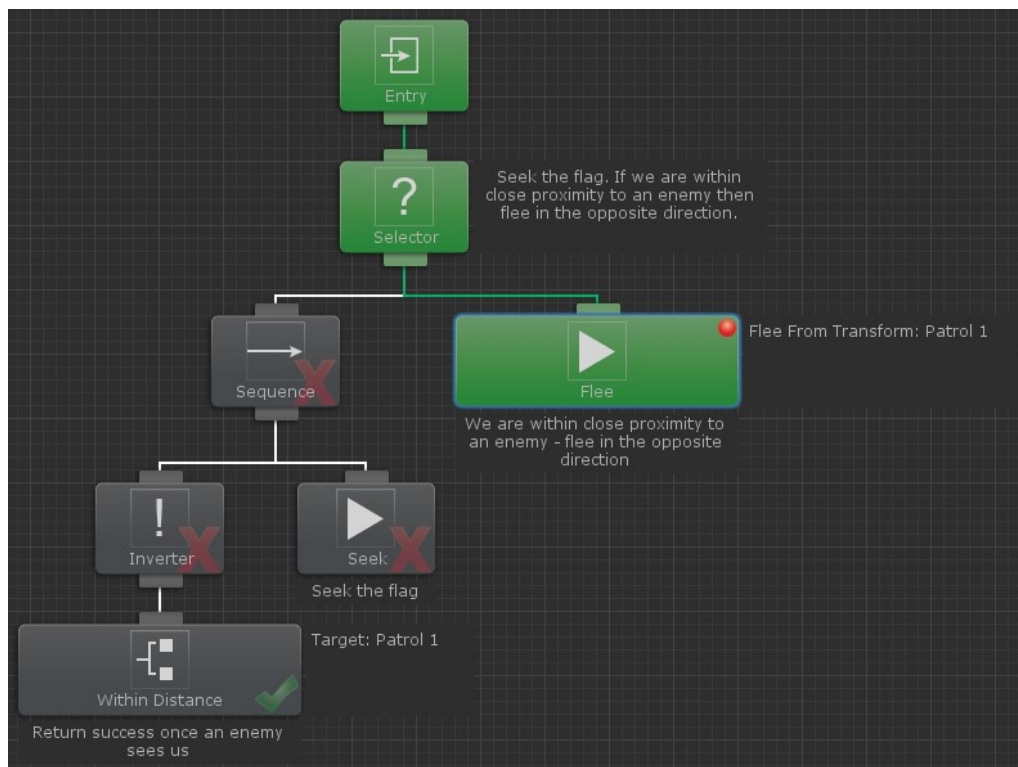 Entry
Seek the flag. If we are within
close proximity to an enemy then
flee in the opposite direction.
?
Selector
Sequence
Flee
Flee From Transform: Patrol 1
We are within close proximity to
an enemy - flee in the opposite
direction
!
Inverter
Seek
Seek the flag
Within Distance
Target: Patrol 1
Return success once an enemy
sees us